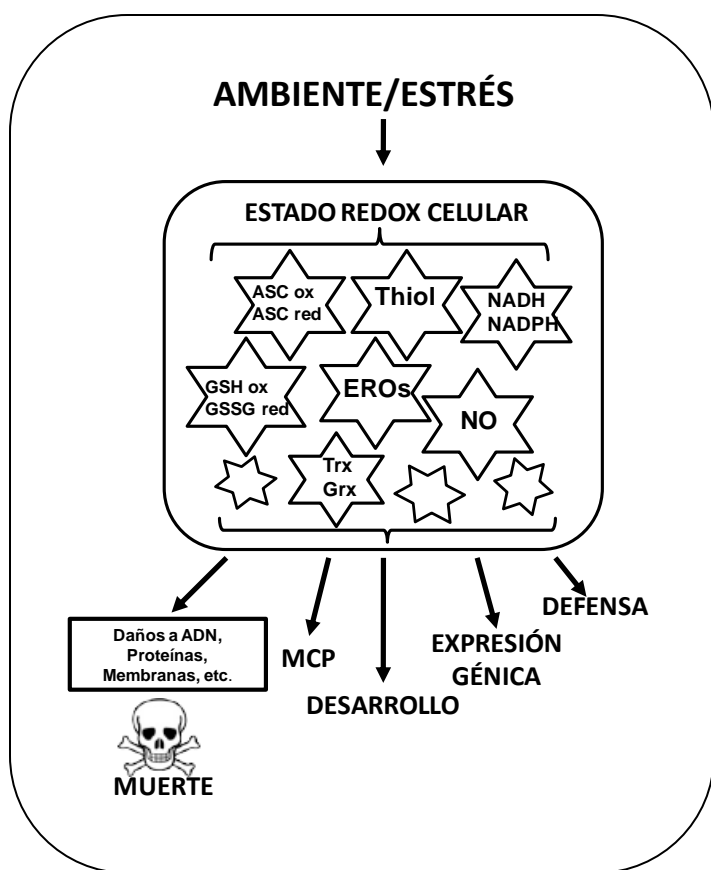 AMBIENTE/ESTRÉS
ESTADO REDOX CELULAR
ASC ox
ASC red
Thiol
NADH
NADPH
GSH ox
GSSG red
EROs
NO
Trx
Grx
Daños a ADN,
Proteínas,
Membranas, etc.
MUERTE
MCP
DESARROLLO
EXPRESIÓN
GÉNICA
DEFENSA